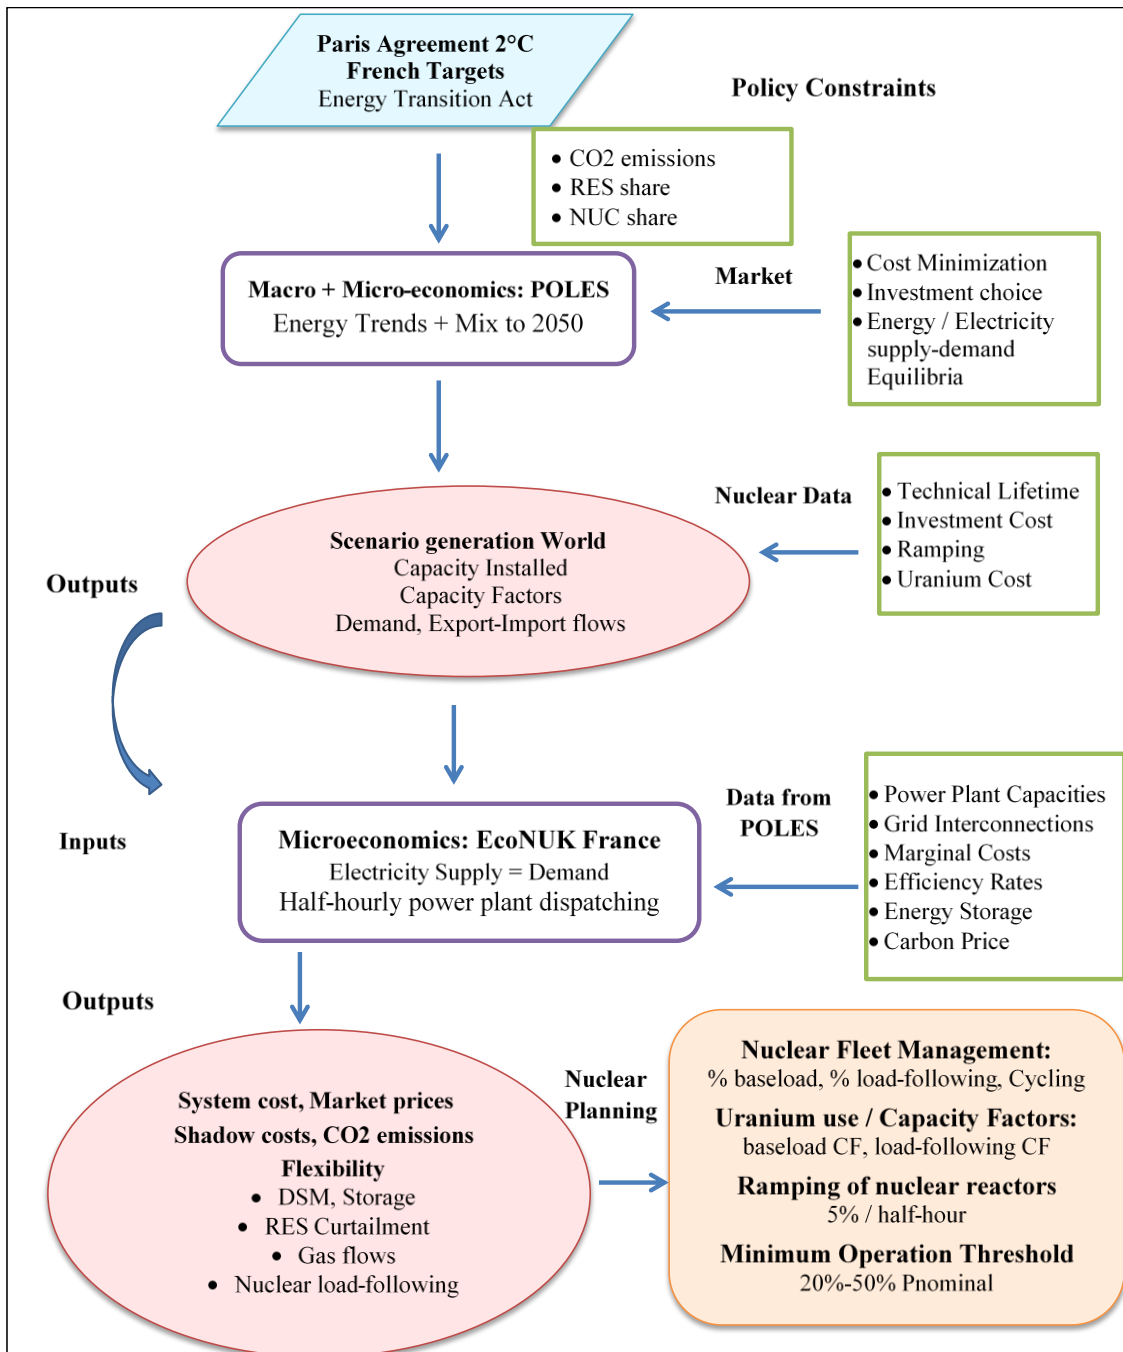 Paris Agreement 2°C
French Targets
Energy Transition Act
Policy Constraints
• CO2 emissions
• RES share
• NUC share
Macro + Micro-economics: POLES
Energy Trends + Mix to 2050
Market
• Cost Minimization
• Investment choice
• Energy / Electricity
supply-demand
Equilibria
Scenario generation World
Capacity Installed
Capacity Factors
Demand, Export-Import flows
Nuclear Data
• Technical Lifetime
• Investment Cost
• Ramping
• Uranium Cost
Outputs
Inputs
Microeconomics: EcoNUK France
Electricity Supply = Demand
Half-hourly power plant dispatching
Data from
POLES
• Power Plant Capacities
• Grid Interconnections
• Marginal Costs
• Efficiency Rates
• Energy Storage
• Carbon Price
Outputs
System cost, Market prices
Shadow costs, CO2 emissions
Flexibility
• DSM, Storage
• RES Curtailment
• Gas flows
• Nuclear load-following
Nuclear
Planning
Nuclear Fleet Management:
% baseload, % load-following, Cycling
Uranium use / Capacity Factors:
baseload CF, load-following CF
Ramping of nuclear reactors
5% / half-hour
Minimum Operation Threshold
20%-50% Pnominal